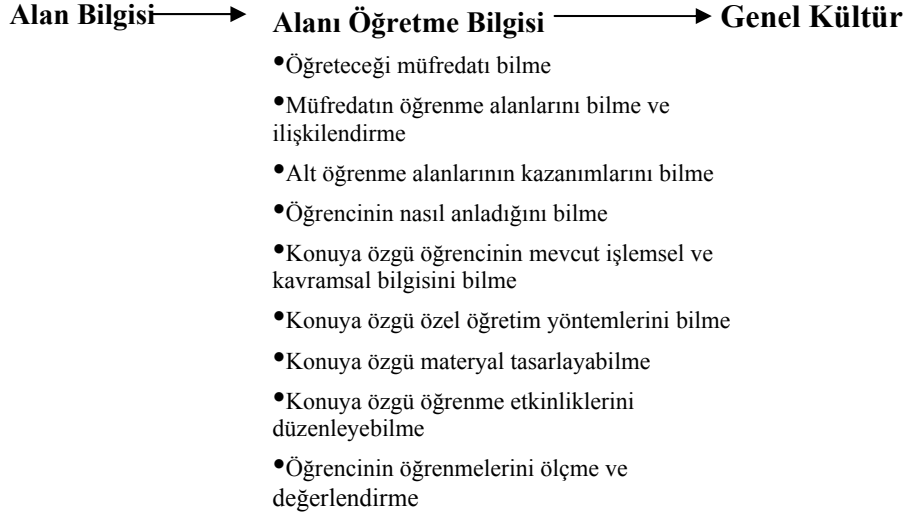 Alan Bilgisi Alanı Öğretme Bilgisi Genel Kültür
•Öğreteceği müfredatı bilme
•Müfredatın öğrenme alanlarını bilme ve
ilişkilendirme
•Alt öğrenme alanlarının kazanımlarını bilme
•Öğrencinin nasıl anladığını bilme
•Konuya özgü öğrencinin mevcut işlemsel ve
kavramsal bilgisini bilme
•Konuya özgü özel öğretim yöntemlerini bilme
•Konuya özgü materyal tasarlayabilme
•Konuya özgü öğrenme etkinliklerini
düzenleyebilme
•Öğrencinin öğrenmelerini ölçme ve
değerlendirme